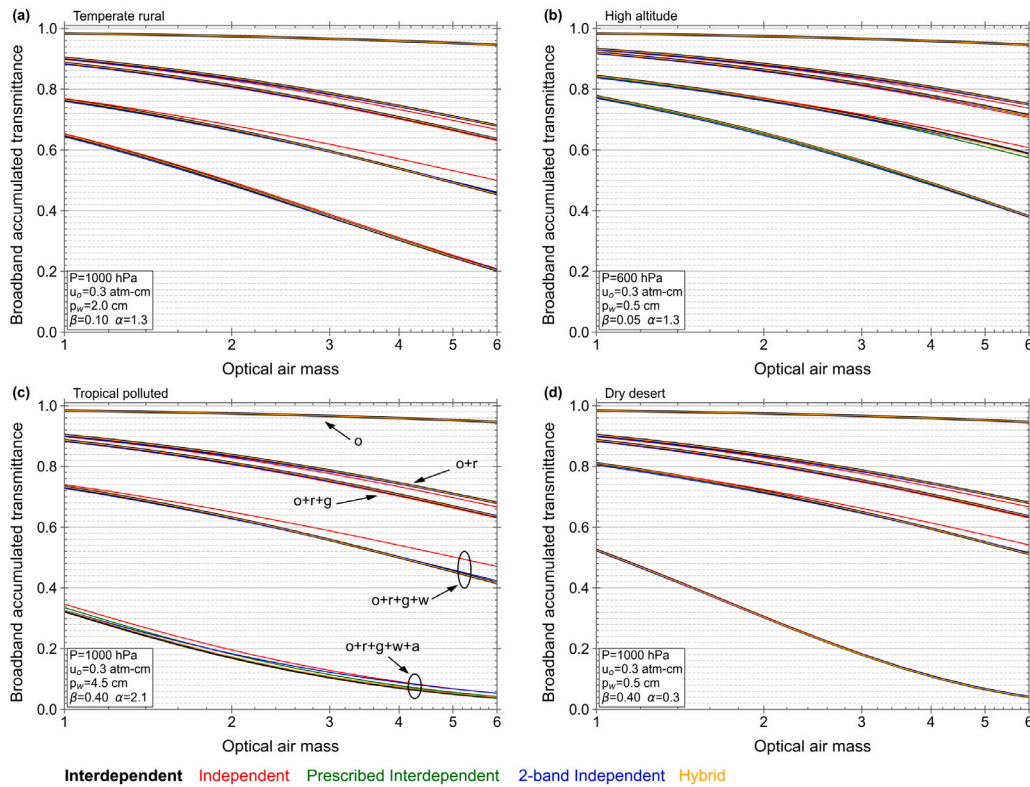 (a) Temperate rural
Broadband accumulated transmittance
1.0
0.8
0.6
0.4
0.2
0.0
P=1000 hPa
uₒ=0.3 atm-cm
p_w=2.0 cm
β=0.10 α=1.3
1 2 3 4 5 6
Optical air mass
(b) High altitude
Broadband accumulated transmittance
1.0
0.8
0.6
0.4
0.2
0.0
P=600 hPa
uₒ=0.3 atm-cm
p_w=0.5 cm
β=0.05 α=1.3
1 2 3 4 5 6
Optical air mass
(c) Tropical polluted
Broadband accumulated transmittance
1.0
0.8
0.6
0.4
0.2
0.0
o
o+r
o+r+g
o+r+g+w
o+r+g+w+a
P=1000 hPa
uₒ=0.3 atm-cm
p_w=4.5 cm
β=0.40 α=2.1
1 2 3 4 5 6
Optical air mass
(d) Dry desert
Broadband accumulated transmittance
1.0
0.8
0.6
0.4
0.2
0.0
P=1000 hPa
uₒ=0.3 atm-cm
p_w=0.5 cm
β=0.40 α=0.3
1 2 3 4 5 6
Optical air mass
Interdependent Independent Prescribed Interdependent 2-band Independent Hybrid